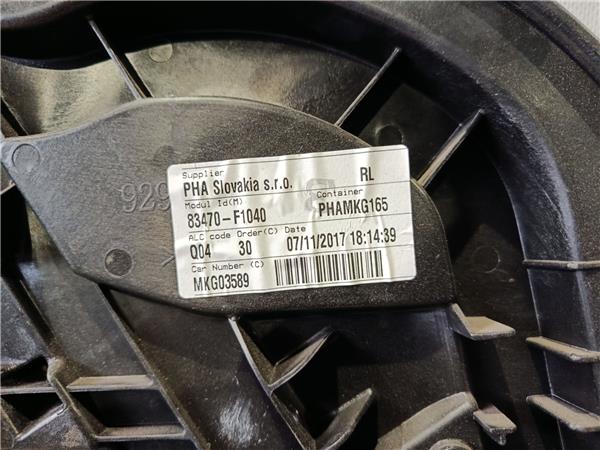 Supplier
PHA Slovakia s.r.o. RL
Modul Id(M) Container
83470-F1040 PHAMKG165
ALC code Order(C) Date
Q04 30 07/11/2017 18:14:39
Car Number (C)
MKG03589
929